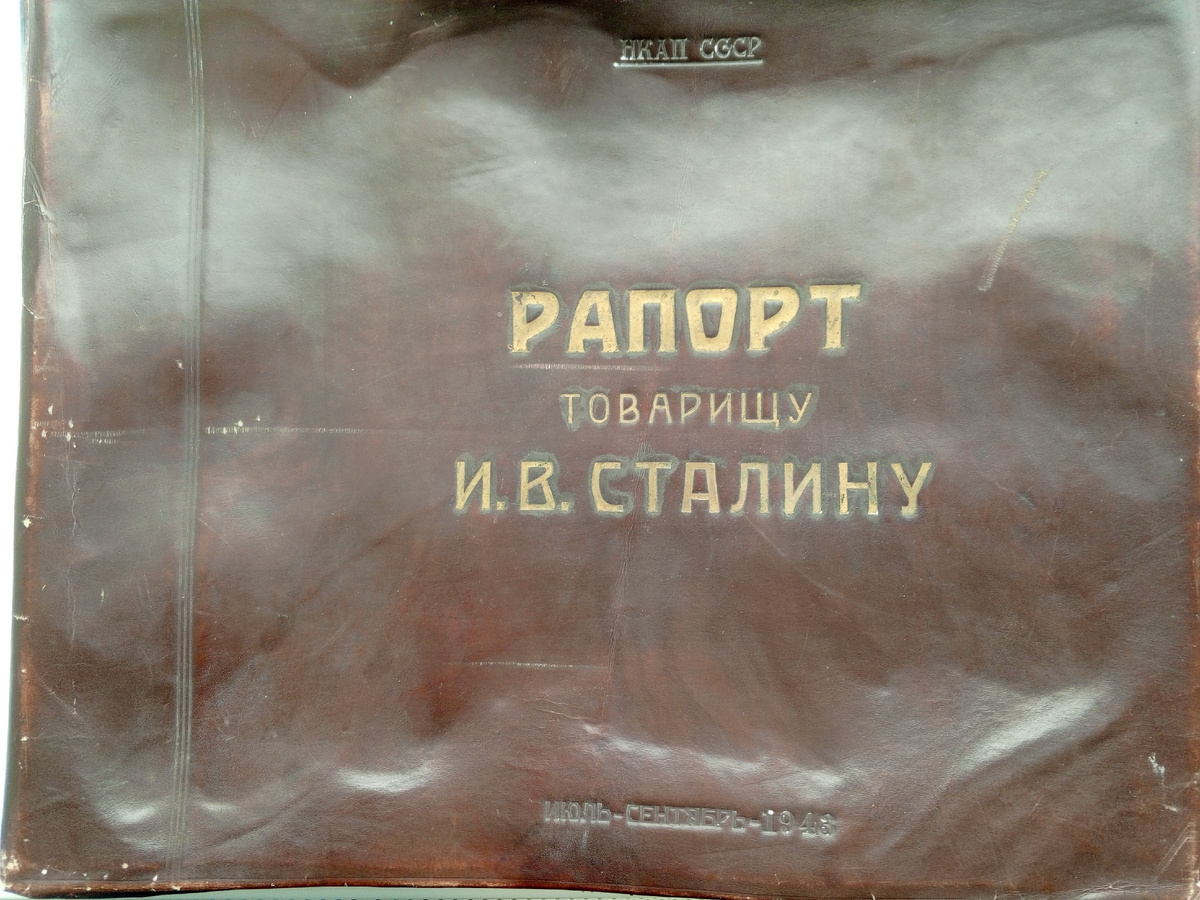 НКАП СССР
РАПОРТ
ТОВАРИЩУ
И.В. СТАЛИНУ
ИЮЛЬ-СЕНТЯБРЬ-1943